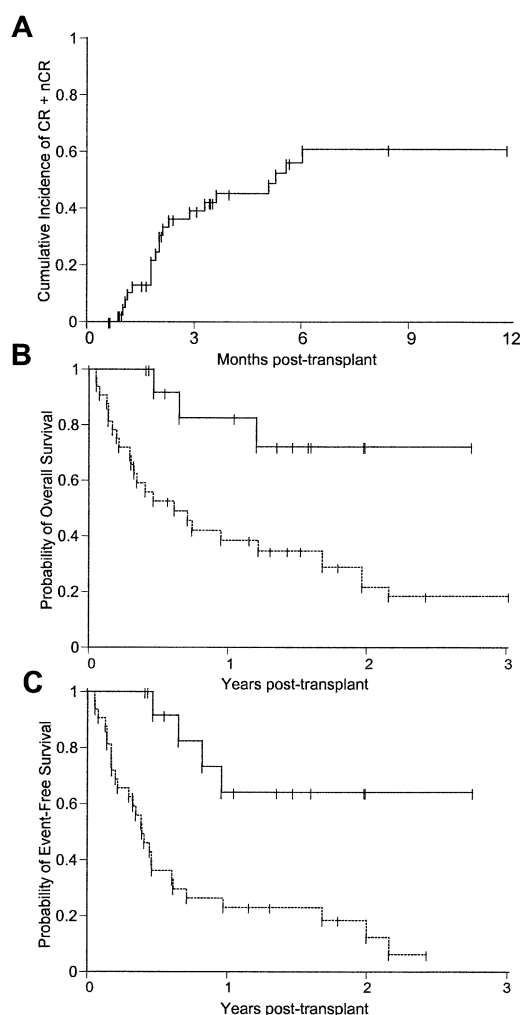 A
Cumulative Incidence of CR + nCR
1
0.8
0.6
0.4
0.2
0
0 3 6 9 12
Months post-transplant
B
Probability of Overall Survival
1
0.8
0.6
0.4
0.2
0
0 1 2 3
Years post-transplant
C
Probability of Event-Free Survival
1
0.8
0.6
0.4
0.2
0
0 1 2 3
Years post-transplant